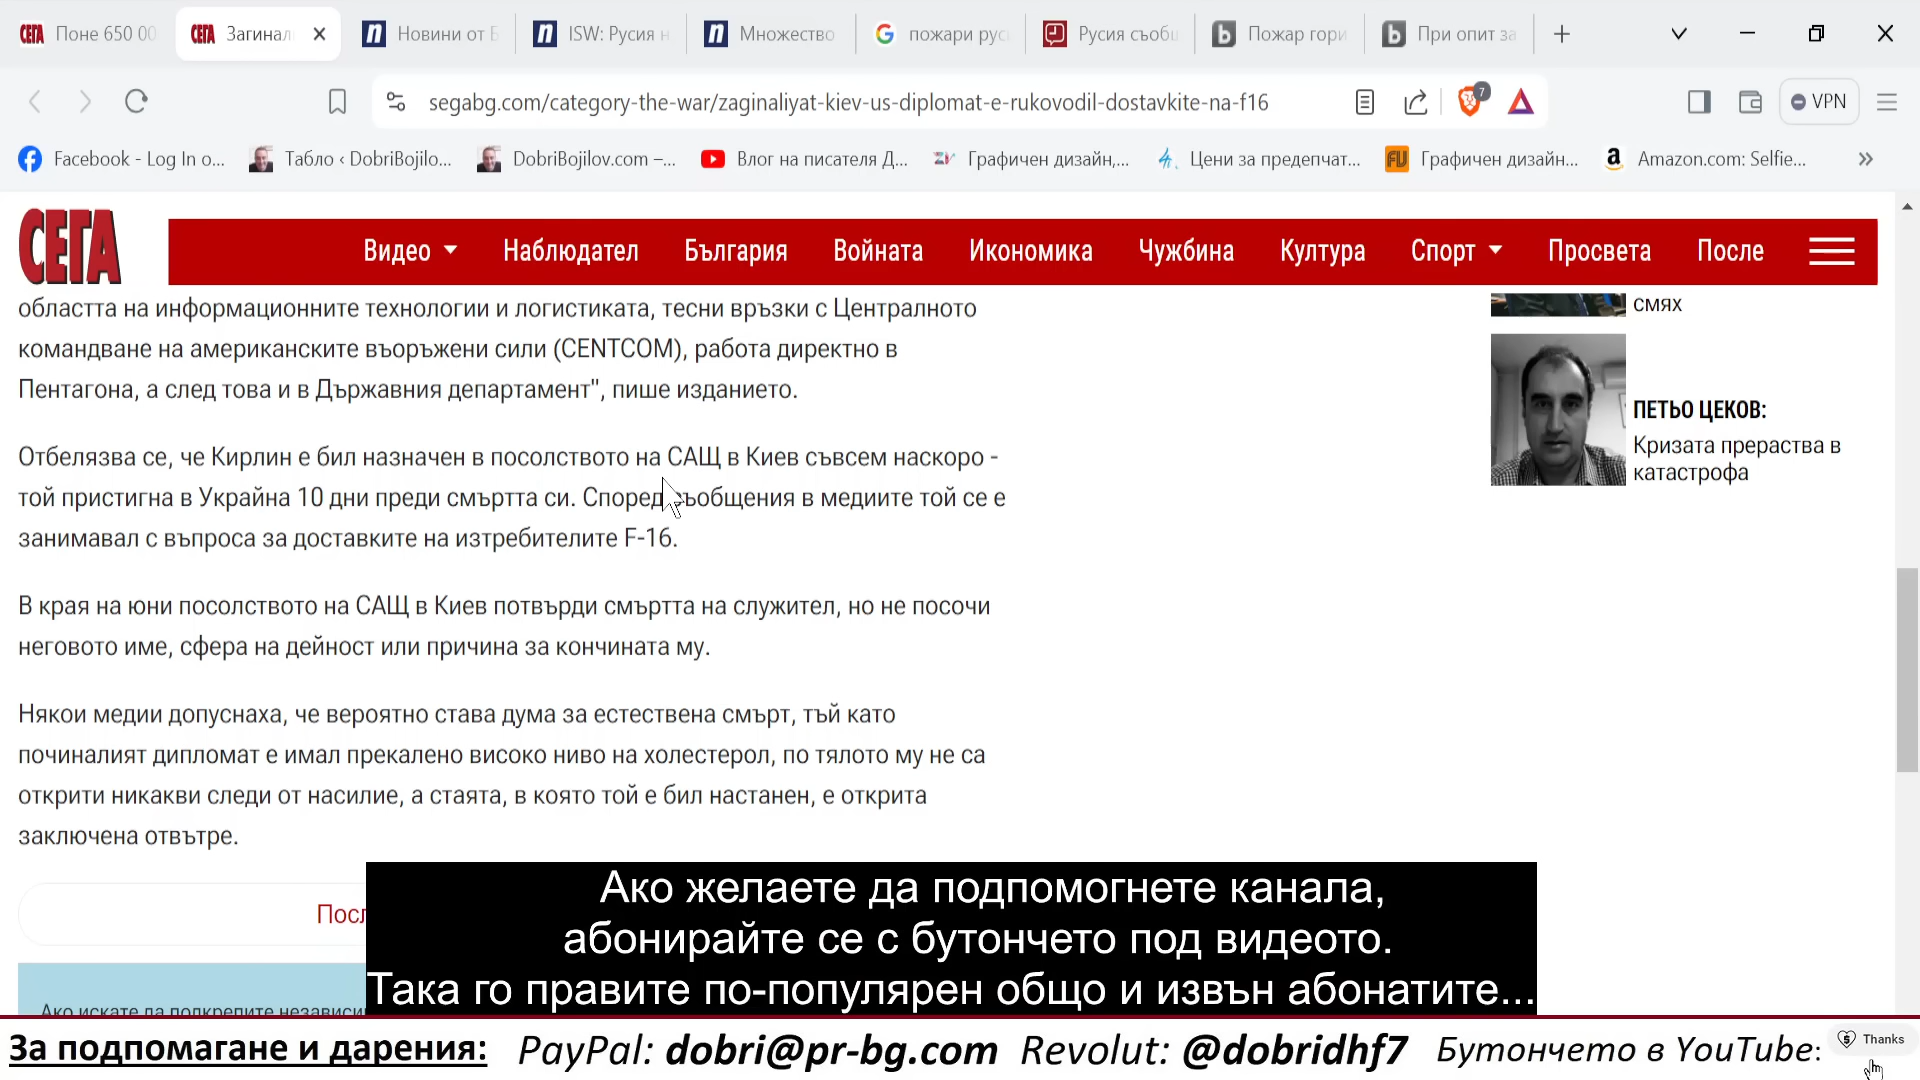 СЕГА Поне 650 00
СЕГА Загинал
Новини от Б
ISW: Русия н
Множество
пожари рус
Русия съобщ
Пожар гори
При опит за
segabg.com/category-the-war/zaginaliyat-kiev-us-diplomat-e-rukovodil-dostavkite-na-f16
7
VPN
Facebook - Log In o...
Табло ‹ DobriBojilo...
DobriBojilov.com –...
Влог на писателя Д...
Графичен дизайн,...
Цени за предпечат...
Графичен дизайн...
Amazon.com: Selfie...
СЕГА
Видео
Наблюдател
България
Войната
Икономика
Чужбина
Култура
Спорт
Просвета
После
областта на информационните технологии и логистиката, тесни връзки с Централното
командване на американските въоръжени сили (CENTCOM), работа директно в
Пентагона, а след това и в Държавния департамент", пише изданието.
Отбелязва се, че Кирлин е бил назначен в посолството на САЩ в Киев съвсем наскоро -
той пристигна в Украйна 10 дни преди смъртта си. Според съобщения в медиите той се е
занимавал с въпроса за доставките на изтребителите F-16.
В края на юни посолството на САЩ в Киев потвърди смъртта на служител, но не посочи
неговото име, сфера на дейност или причина за кончината му.
Някои медии допуснаха, че вероятно става дума за естествена смърт, тъй като
починалият дипломат е имал прекалено високо ниво на холестерол, по тялото му не са
открити никакви следи от насилие, а стаята, в която той е бил настанен, е открита
заключена отвътре.
смях
ПЕТЬО ЦЕКОВ:
Кризата прераства в
катастрофа
Посл
Ако искате да подкрепите независи
Ако желаете да подпомогнете канала,
абонирайте се с бутончето под видеото.
Така го правите по-популярен общо и извън абонатите...
За подпомагане и дарения: PayPal: dobri@pr-bg.com Revolut: @dobridhf7 Бутончето в YouTube: Thanks